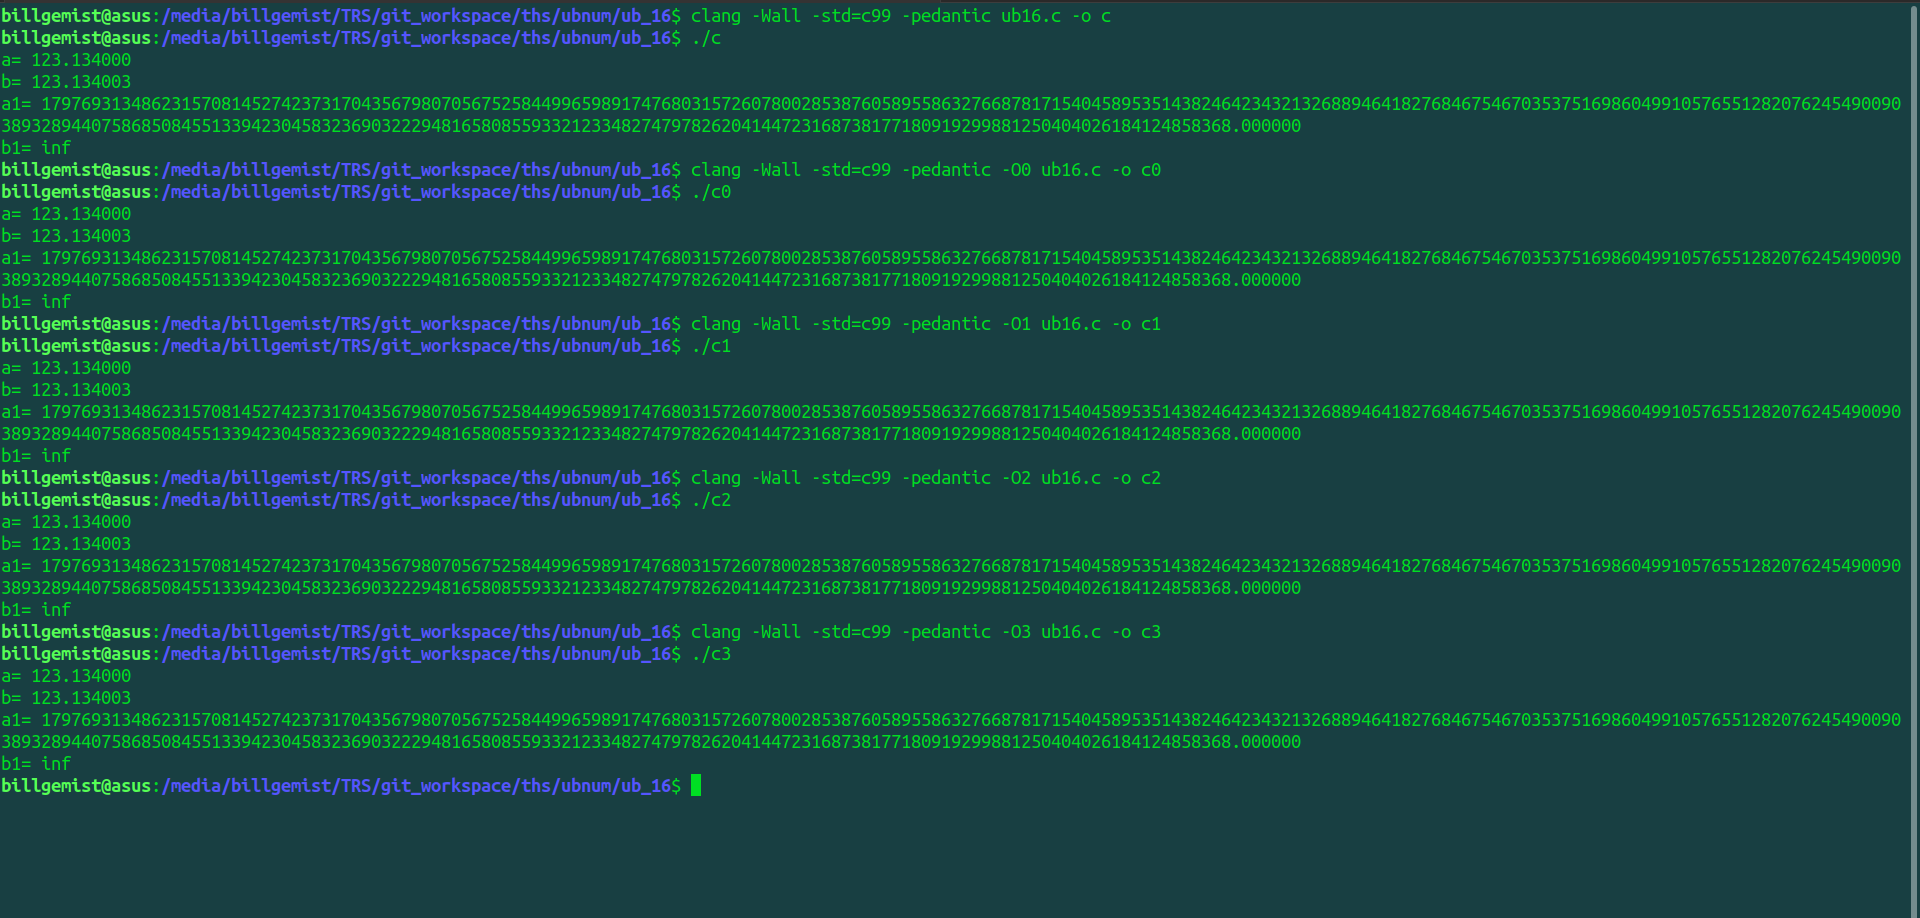 billgemist@asus:/media/billgemist/TRS/git_workspace/ths/ubnum/ub_16$ clang -Wall -std=c99 -pedantic ub16.c -o c
billgemist@asus:/media/billgemist/TRS/git_workspace/ths/ubnum/ub_16$ ./c
a= 123.134000
b= 123.134003
a1= 179769313486231570814527423731704356798070567525844996598917476803157260780028538760589558632766878171540458953514382464234321326889464182768467546703537516986049910576551282076245490090
389328944075868508455133942304583236903222948165808559332123348274797826204144723168738177180919299881250404026184124858368.000000
b1= inf
billgemist@asus:/media/billgemist/TRS/git_workspace/ths/ubnum/ub_16$ clang -Wall -std=c99 -pedantic -O0 ub16.c -o c0
billgemist@asus:/media/billgemist/TRS/git_workspace/ths/ubnum/ub_16$ ./c0
a= 123.134000
b= 123.134003
a1= 179769313486231570814527423731704356798070567525844996598917476803157260780028538760589558632766878171540458953514382464234321326889464182768467546703537516986049910576551282076245490090
389328944075868508455133942304583236903222948165808559332123348274797826204144723168738177180919299881250404026184124858368.000000
b1= inf
billgemist@asus:/media/billgemist/TRS/git_workspace/ths/ubnum/ub_16$ clang -Wall -std=c99 -pedantic -O1 ub16.c -o c1
billgemist@asus:/media/billgemist/TRS/git_workspace/ths/ubnum/ub_16$ ./c1
a= 123.134000
b= 123.134003
a1= 179769313486231570814527423731704356798070567525844996598917476803157260780028538760589558632766878171540458953514382464234321326889464182768467546703537516986049910576551282076245490090
389328944075868508455133942304583236903222948165808559332123348274797826204144723168738177180919299881250404026184124858368.000000
b1= inf
billgemist@asus:/media/billgemist/TRS/git_workspace/ths/ubnum/ub_16$ clang -Wall -std=c99 -pedantic -O2 ub16.c -o c2
billgemist@asus:/media/billgemist/TRS/git_workspace/ths/ubnum/ub_16$ ./c2
a= 123.134000
b= 123.134003
a1= 179769313486231570814527423731704356798070567525844996598917476803157260780028538760589558632766878171540458953514382464234321326889464182768467546703537516986049910576551282076245490090
389328944075868508455133942304583236903222948165808559332123348274797826204144723168738177180919299881250404026184124858368.000000
b1= inf
billgemist@asus:/media/billgemist/TRS/git_workspace/ths/ubnum/ub_16$ clang -Wall -std=c99 -pedantic -O3 ub16.c -o c3
billgemist@asus:/media/billgemist/TRS/git_workspace/ths/ubnum/ub_16$ ./c3
a= 123.134000
b= 123.134003
a1= 179769313486231570814527423731704356798070567525844996598917476803157260780028538760589558632766878171540458953514382464234321326889464182768467546703537516986049910576551282076245490090
389328944075868508455133942304583236903222948165808559332123348274797826204144723168738177180919299881250404026184124858368.000000
b1= inf
billgemist@asus:/media/billgemist/TRS/git_workspace/ths/ubnum/ub_16$